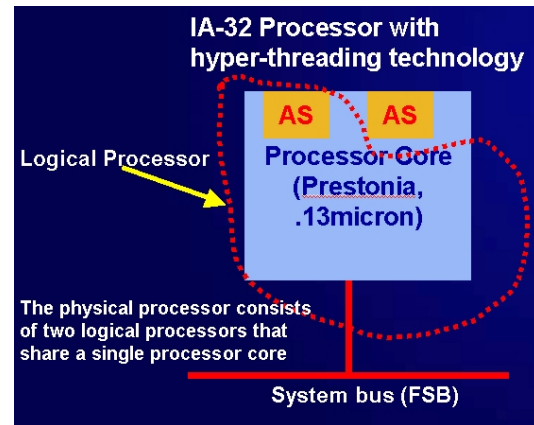 IA-32 Processor with
hyper-threading technology
AS AS
Logical Processor
Processor Core
(Prestonia,
.13micron)
The physical processor consists
of two logical processors that
share a single processor core
System bus (FSB)